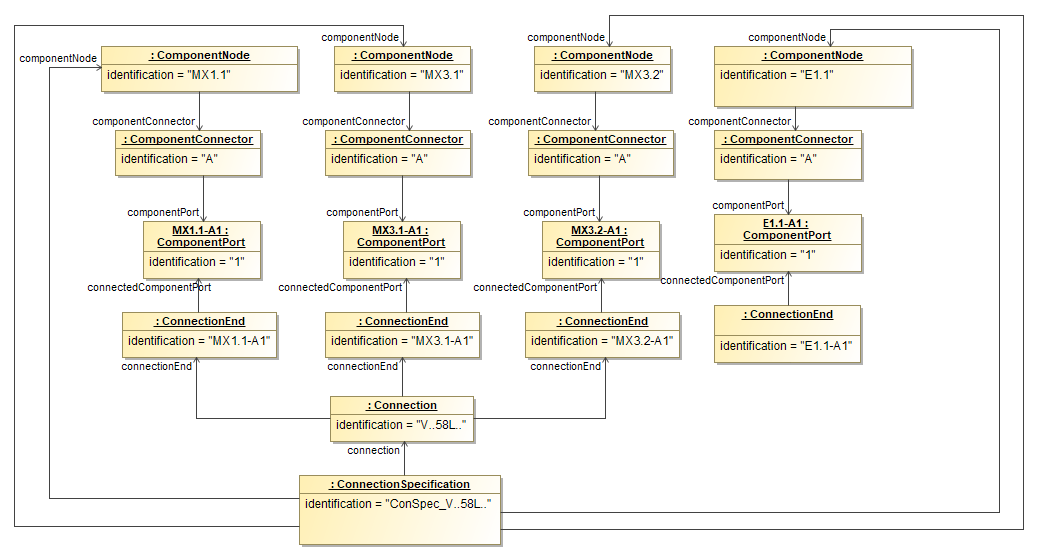 componentNode
componentNode
componentNode
componentNode
: ComponentNode
identification = "MX1.1"
: ComponentNode
identification = "MX3.1"
: ComponentNode
identification = "MX3.2"
: ComponentNode
identification = "E1.1"
componentConnector
componentConnector
componentConnector
componentConnector
: ComponentConnector
identification = "A"
: ComponentConnector
identification = "A"
: ComponentConnector
identification = "A"
: ComponentConnector
identification = "A"
componentPort
componentPort
componentPort
componentPort
MX1.1-A1 :
ComponentPort
identification = "1"
MX3.1-A1 :
ComponentPort
identification = "1"
MX3.2-A1 :
ComponentPort
identification = "1"
E1.1-A1 :
ComponentPort
identification = "1"
connectedComponentPort
connectedComponentPort
connectedComponentPort
connectedComponentPort
: ConnectionEnd
identification = "MX1.1-A1"
: ConnectionEnd
identification = "MX3.1-A1"
: ConnectionEnd
identification = "MX3.2-A1"
: ConnectionEnd
identification = "E1.1-A1"
connectionEnd
connectionEnd
connectionEnd
: Connection
identification = "V..58L.."
connection
: ConnectionSpecification
identification = "ConSpec_V..58L.."